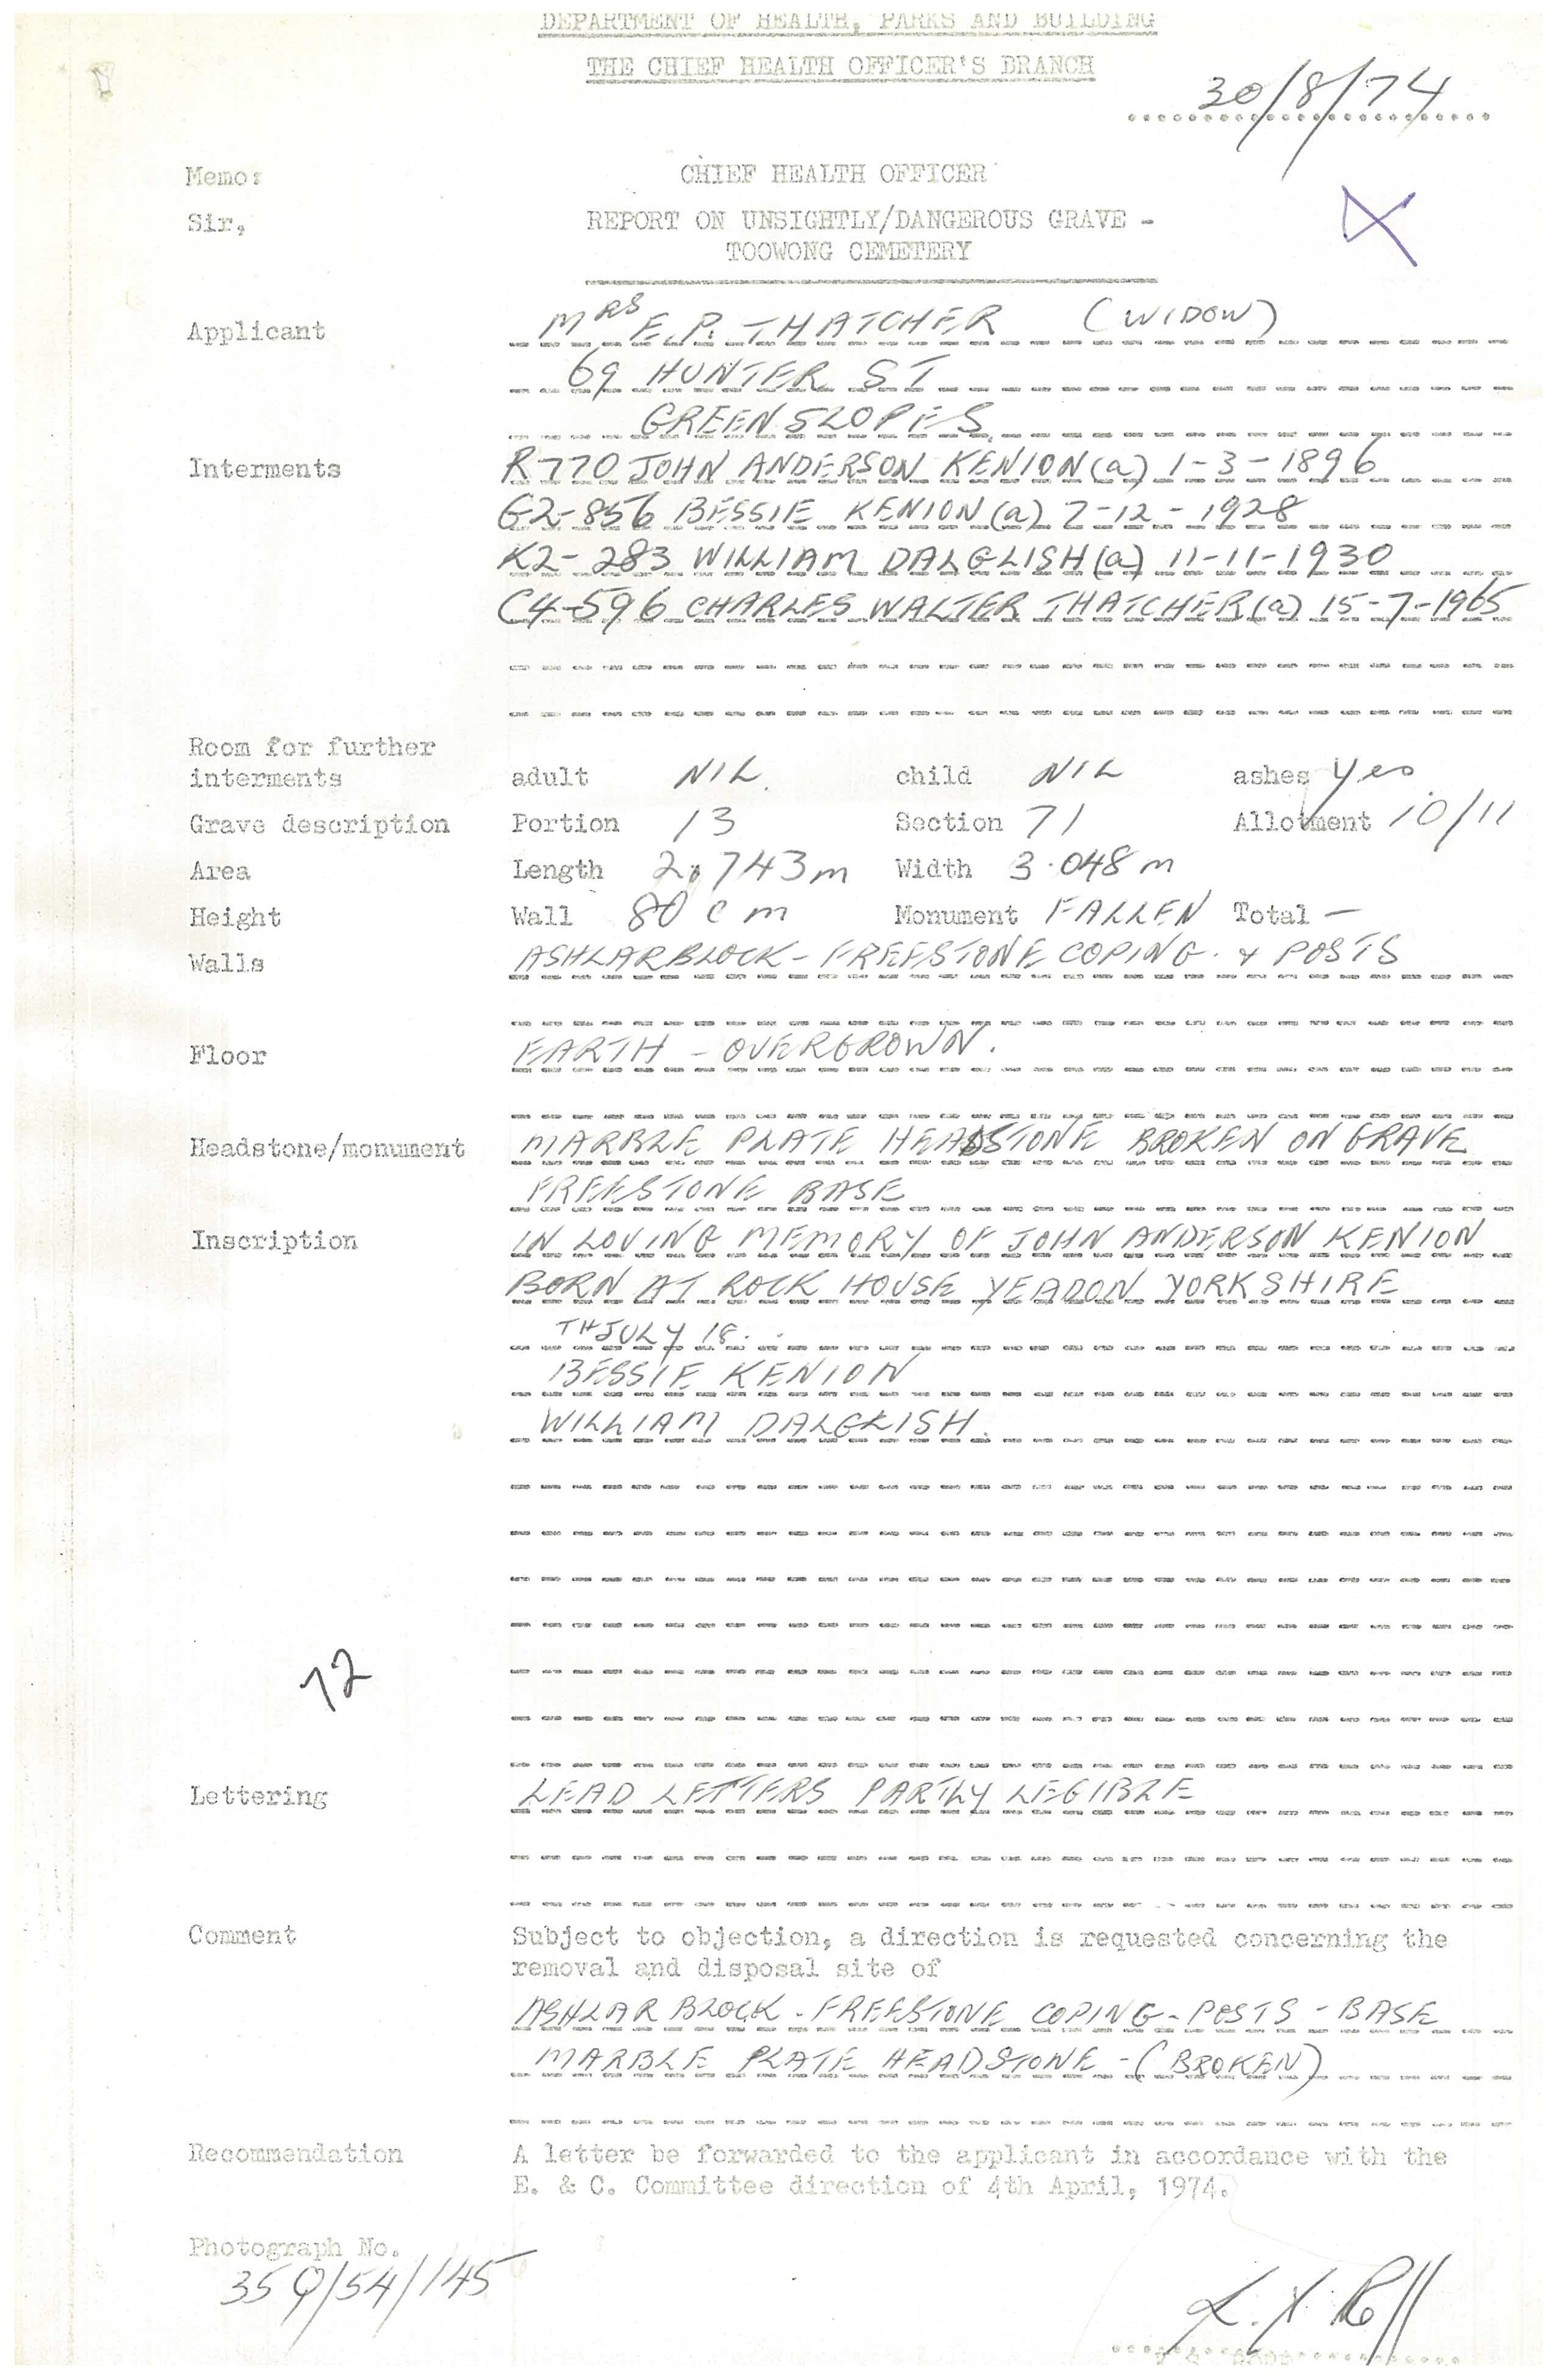 DEPARTMENT OF HEALTH, PARKS AND BUILDING
THE CHIEF HEALTH OFFICER'S BRANCH
30/8/74
Memo: CHIEF HEALTH OFFICER
Sir, REPORT ON UNSIGHTLY/DANGEROUS GRAVE -
TOOWONG CEMETERY
Applicant MRS E.P. THATCHER (WIDOW)
69 HUNTER ST
GREENSLOPES
Interments R770 JOHN ANDERSON KENION (a) 1-3-1896
G2-856 BESSIE KENION (a) 7-12-1928
K2-283 WILLIAM DALGLISH (a) 11-11-1930
C4-596 CHARLES WALTER THATCHER (a) 15-7-1965
Room for further
interments adult NIL. child NIL ashes yes
Grave description Portion 13 Section 71 Allotment 10/11
Area Length 2.743m Width 3.048m
Height Wall 80 cm Monument FALLEN Total —
Walls ASHLAR BLOCK - FREESTONE COPING. & POSTS
Floor EARTH - OVERGROWN.
Headstone/monument MARBLE PLATE HEADSTONE BROKEN ON GRAVE
FREESTONE BASE
Inscription IN LOVING MEMORY OF JOHN ANDERSON KENION
BORN AT ROCK HOUSE YEADON YORKSHIRE
TH JULY 18. .
BESSIE KENION
WILLIAM DALGLISH.
72
Lettering LEAD LETTERS PARTLY LEGIBLE
Comment Subject to objection, a direction is requested concerning the
removal and disposal site of
ASHLAR BLOCK - FREESTONE COPING - POSTS - BASE
MARBLE PLATE HEADSTONE - (BROKEN)
Recommendation A letter be forwarded to the applicant in accordance with the
E. & C. Committee direction of 4th April, 1974.
Photograph No.
35Q/54/145